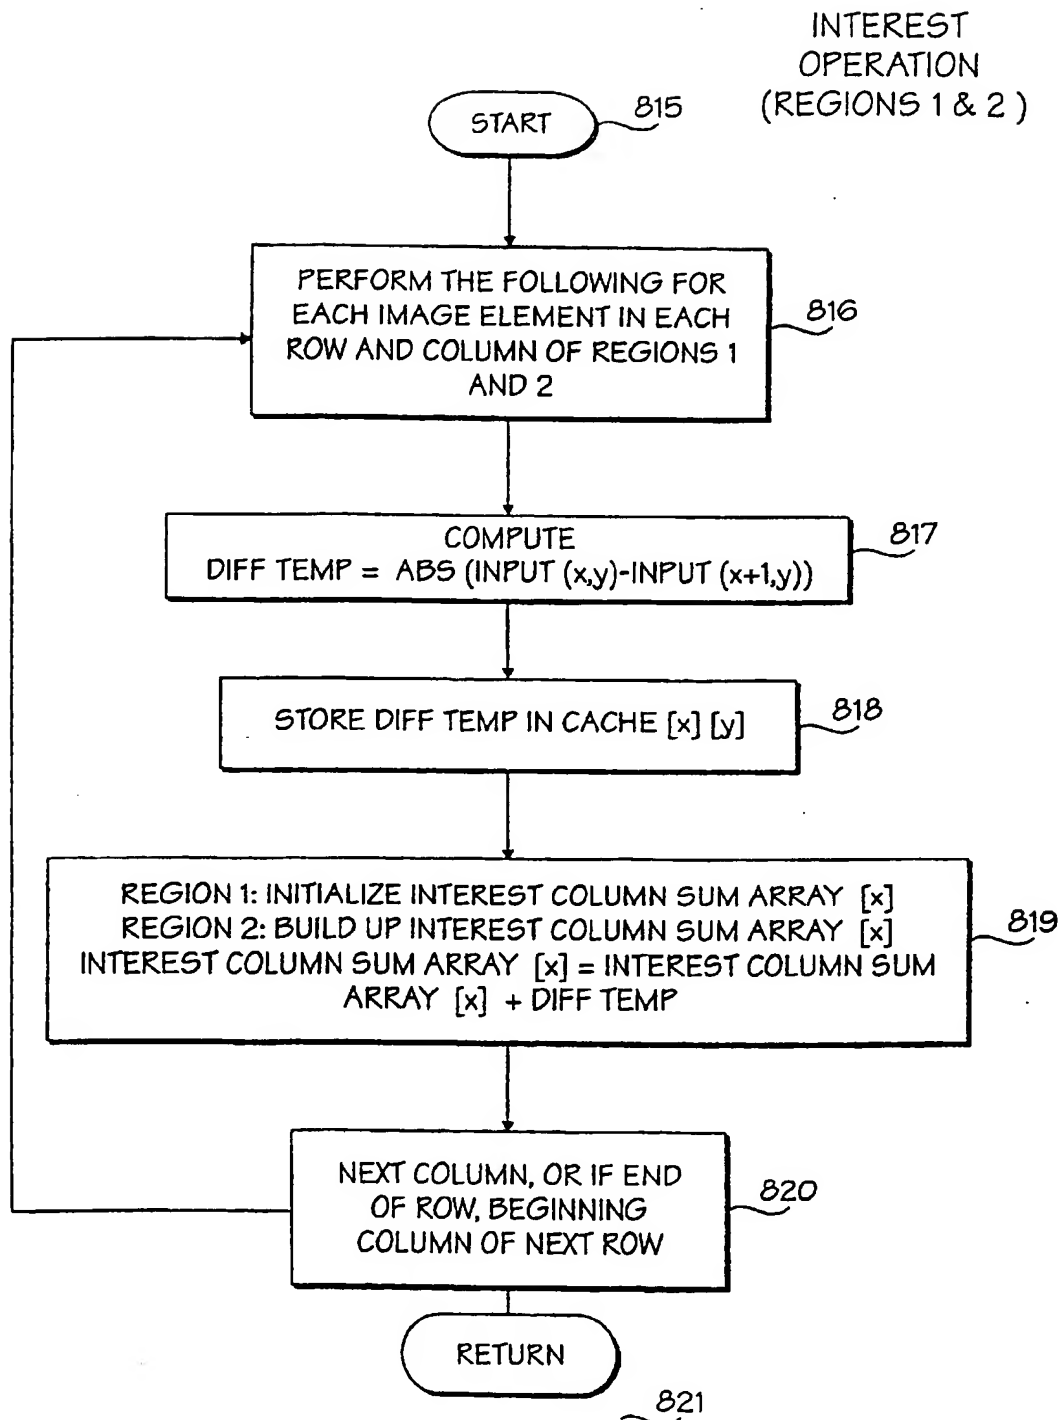 INTEREST
OPERATION
(REGIONS 1 & 2 )
START
815
PERFORM THE FOLLOWING FOR
EACH IMAGE ELEMENT IN EACH
ROW AND COLUMN OF REGIONS 1
AND 2
816
COMPUTE
DIFF TEMP = ABS (INPUT (x,y)-INPUT (x+1,y))
817
STORE DIFF TEMP IN CACHE [x] [y]
818
REGION 1: INITIALIZE INTEREST COLUMN SUM ARRAY [x]
REGION 2: BUILD UP INTEREST COLUMN SUM ARRAY [x]
INTEREST COLUMN SUM ARRAY [x] = INTEREST COLUMN SUM
ARRAY [x] + DIFF TEMP
819
NEXT COLUMN, OR IF END
OF ROW, BEGINNING
COLUMN OF NEXT ROW
820
RETURN
821